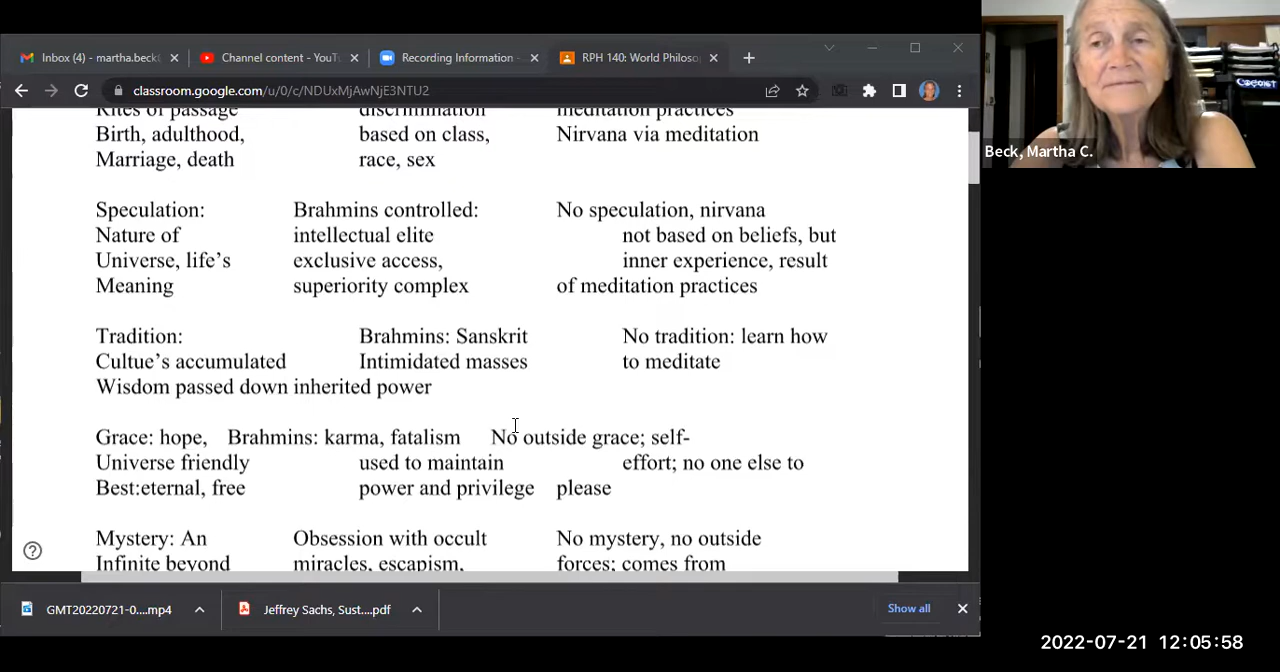 Inbox (4) - martha.beck
Channel content - YouT
Recording Information -
RPH 140: World Philoso
classroom.google.com/u/0/c/NDUxMjAwNjE3NTU2
Rites of passage discrimination meditation practices
Birth, adulthood, based on class, Nirvana via meditation
Marriage, death race, sex
Speculation: Brahmins controlled: No speculation, nirvana
Nature of intellectual elite not based on beliefs, but
Universe, life's exclusive access, inner experience, result
Meaning superiority complex of meditation practices
Tradition: Brahmins: Sanskrit No tradition: learn how
Cultue's accumulated Intimidated masses to meditate
Wisdom passed down inherited power
Grace: hope, Brahmins: karma, fatalism No outside grace; self-
Universe friendly used to maintain effort; no one else to
Best:eternal, free power and privilege please
Mystery: An Obsession with occult No mystery, no outside
Infinite beyond miracles, escapism, forces; comes from
GMT20220721-0....mp4
Jeffrey Sachs, Sust....pdf
Show all
Beck, Martha C.
COEXIST
2022-07-21 12:05:58